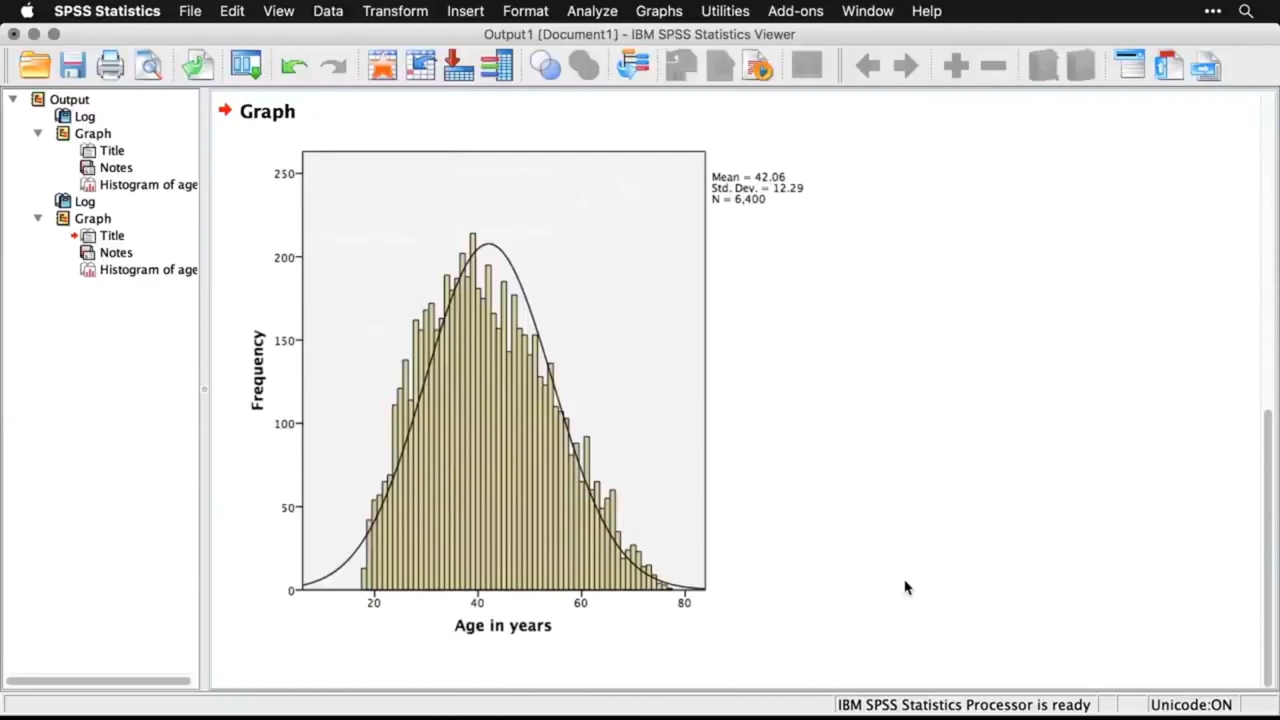 SPSS Statistics File Edit View Data Transform Insert Format Analyze Graphs Utilities Add-ons Window Help
Output1 [Document1] - IBM SPSS Statistics Viewer
Output
Log
Graph
Title
Notes
Histogram of age
Log
Graph
Title
Notes
Histogram of age
Graph
Mean = 42.06
Std. Dev. = 12.29
N = 6,400
Frequency
250
200
150
100
50
0
20 40 60 80
Age in years
IBM SPSS Statistics Processor is ready Unicode:ON